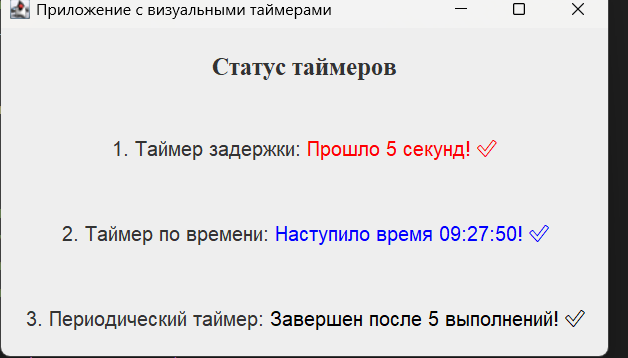 Приложение с визуальными таймерами
Статус таймеров
1. Таймер задержки: Прошло 5 секунд! ✅
2. Таймер по времени: Наступило время 09:27:50! ✅
3. Периодический таймер: Завершен после 5 выполнений! ✅